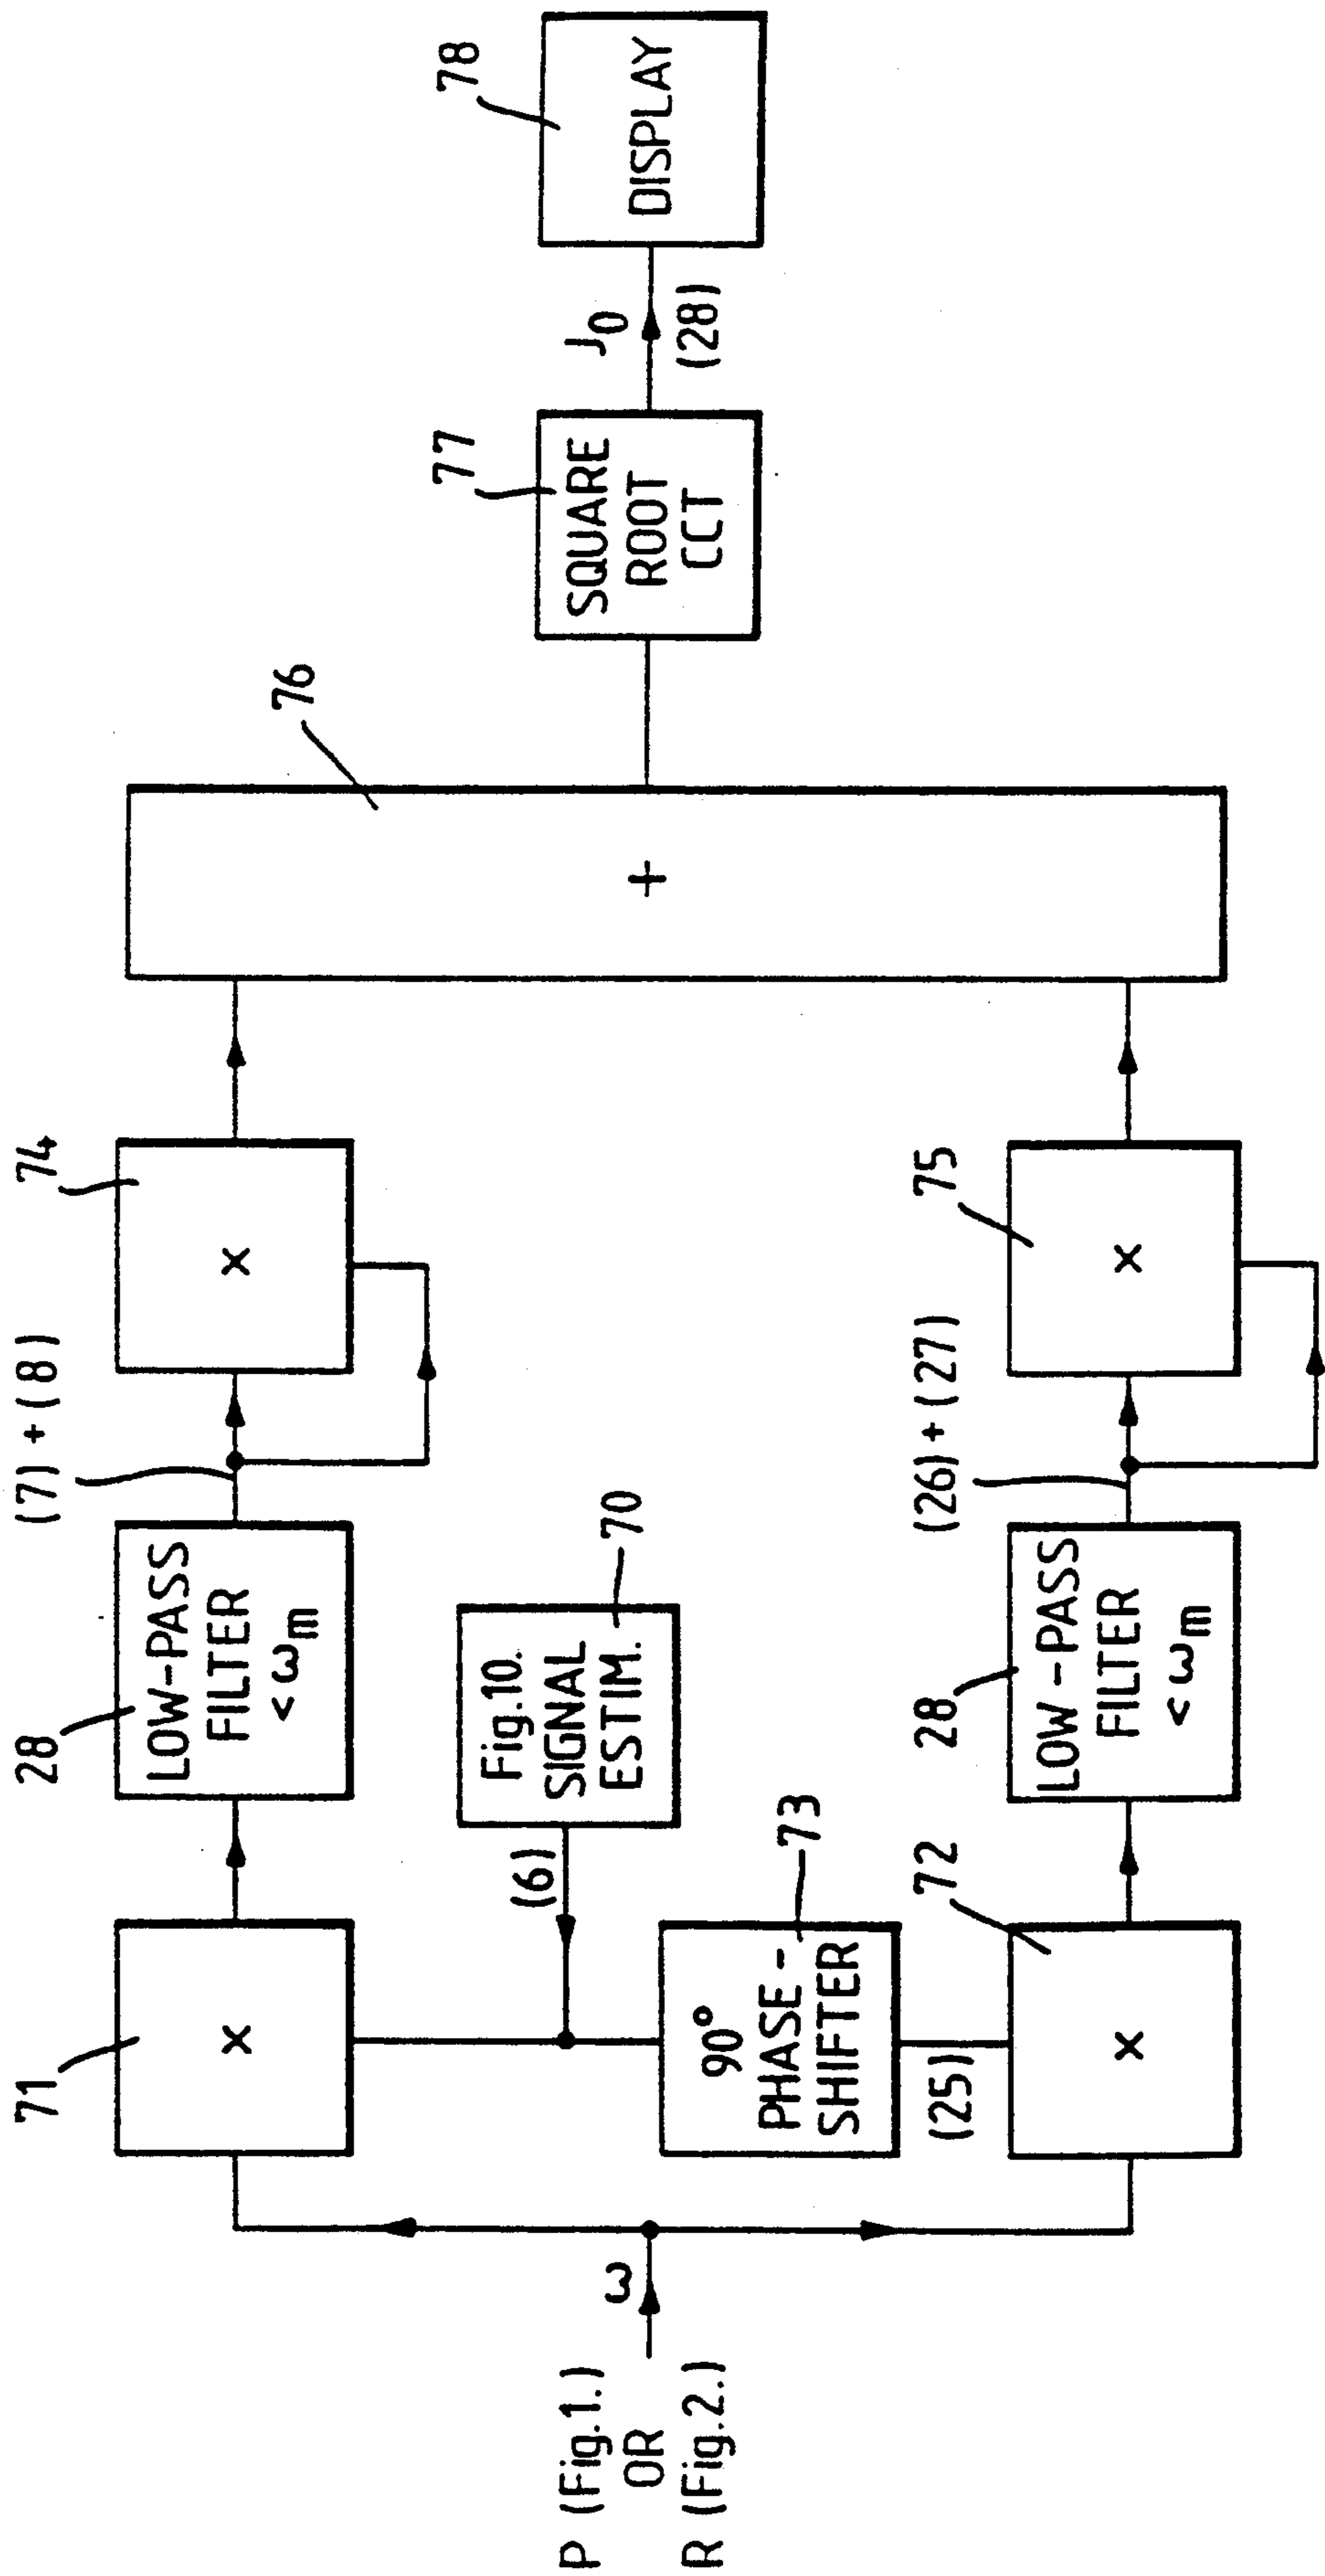 P (Fig.1.)
OR
R (Fig.2.)
ω
71
×
28
LOW-PASS
FILTER
<ωm
(7) + (8)
74
×
Fig.10.
SIGNAL
ESTIM.
70
(6)
90°
PHASE-
SHIFTER
73
(25)
72
×
28
LOW-PASS
FILTER
<ωm
(26) + (27)
75
×
76
+
77
SQUARE
ROOT
CCT
J0
(28)
78
DISPLAY